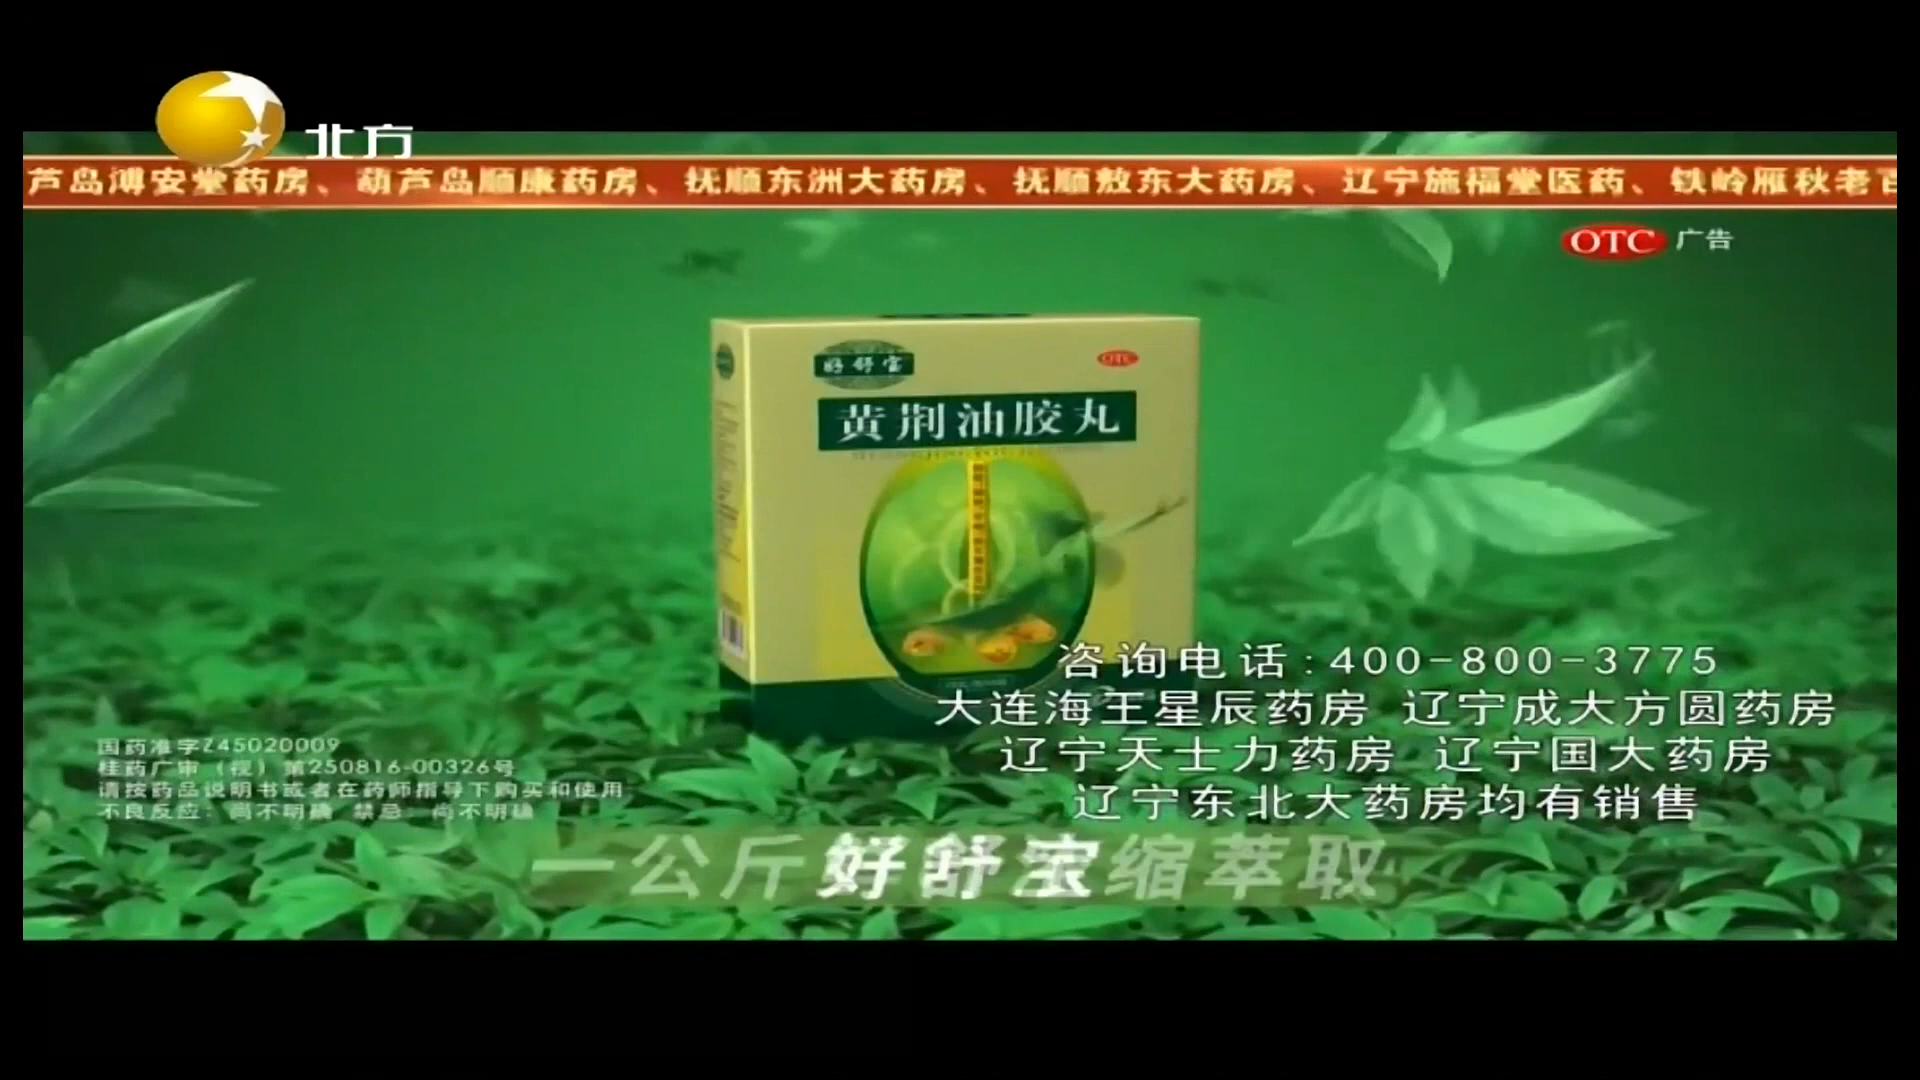 北方
芦岛溥安堂药房、葫芦岛顺康药房、抚顺东洲大药房、抚顺敖东大药房、辽宁施福堂医药、铁岭雁秋老百
OTC 广告
好舒宝
OTC
黄荆油胶丸
咨询电话:400-800-3775
大连海王星辰药房 辽宁成大方圆药房
辽宁天士力药房 辽宁国大药房
辽宁东北大药房均有销售
国药准字Z45020009
桂药广审（视）第250816-00326号
请按药品说明书或者在药师指导下购买和使用
不良反应：尚不明确 禁忌：尚不明确
一公斤好舒宝缩萃取